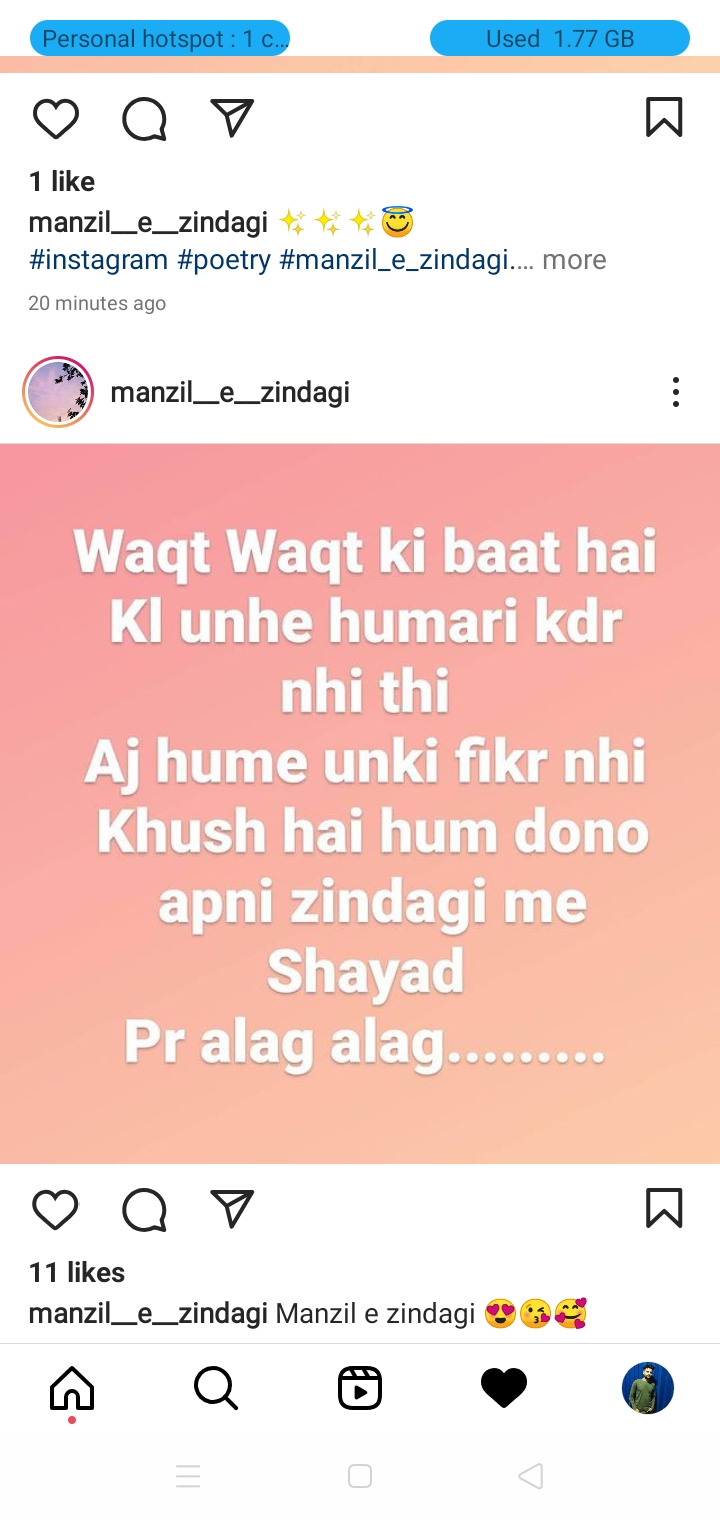 Personal hotspot : 1 c...
Used 1.77 GB
1 like
manzil__e__zindagi ✨✨✨😇
#instagram #poetry #manzil_e_zindagi.... more
20 minutes ago
manzil__e__zindagi
Waqt Waqt ki baat hai
Kl unhe humari kdr
nhi thi
Aj hume unki fikr nhi
Khush hai hum dono
apni zindagi me
Shayad
Pr alag alag.........
11 likes
manzil__e__zindagi Manzil e zindagi 😍😘🥰